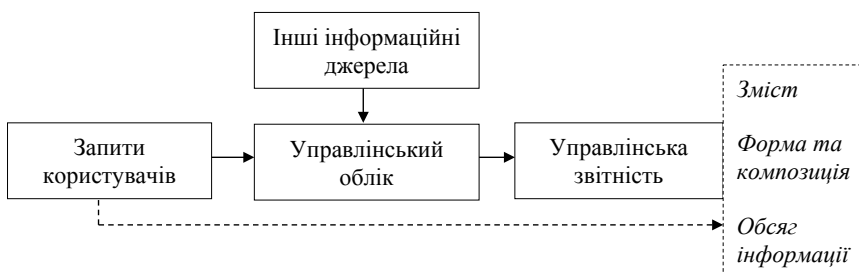 Інші інформаційні
джерела
Запити
користувачів
Управлінський
облік
Управлінська
звітність
Зміст
Форма та
композиція
Обсяг
інформації